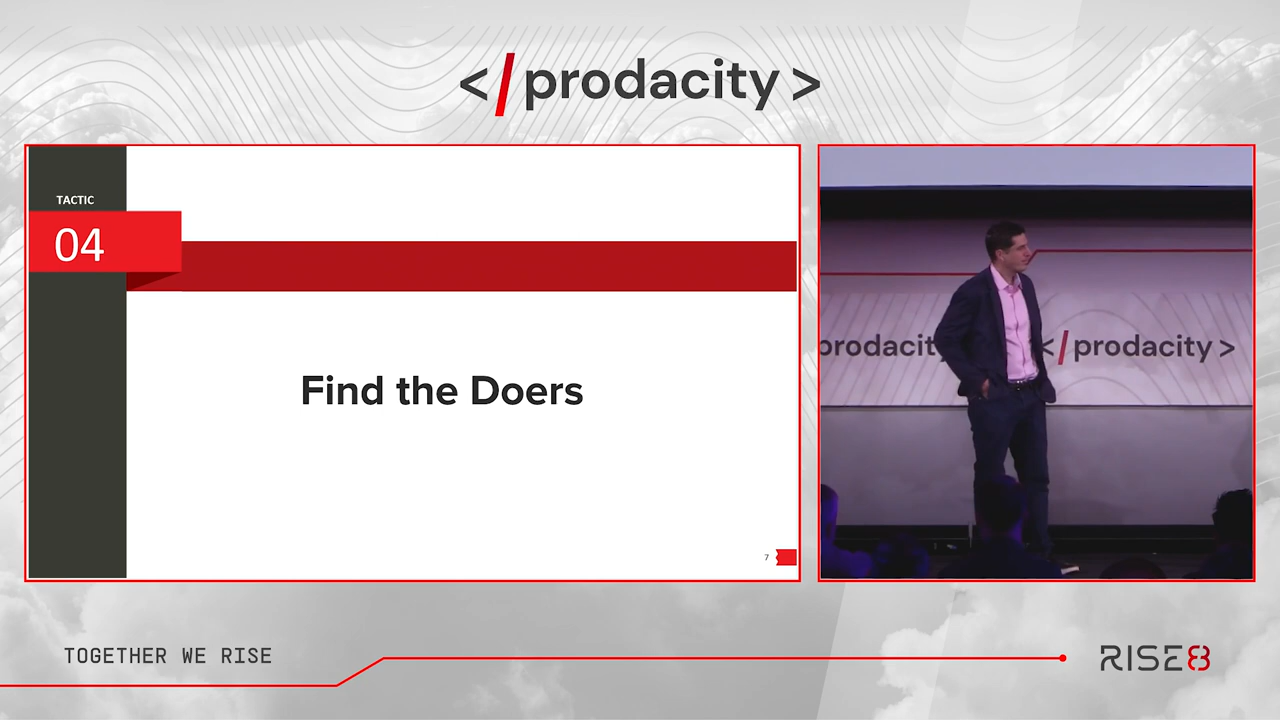 </prodacity>
TACTIC
04
Find the Doers
7
prodacity
</prodacity>
TOGETHER WE RISE
RISE8